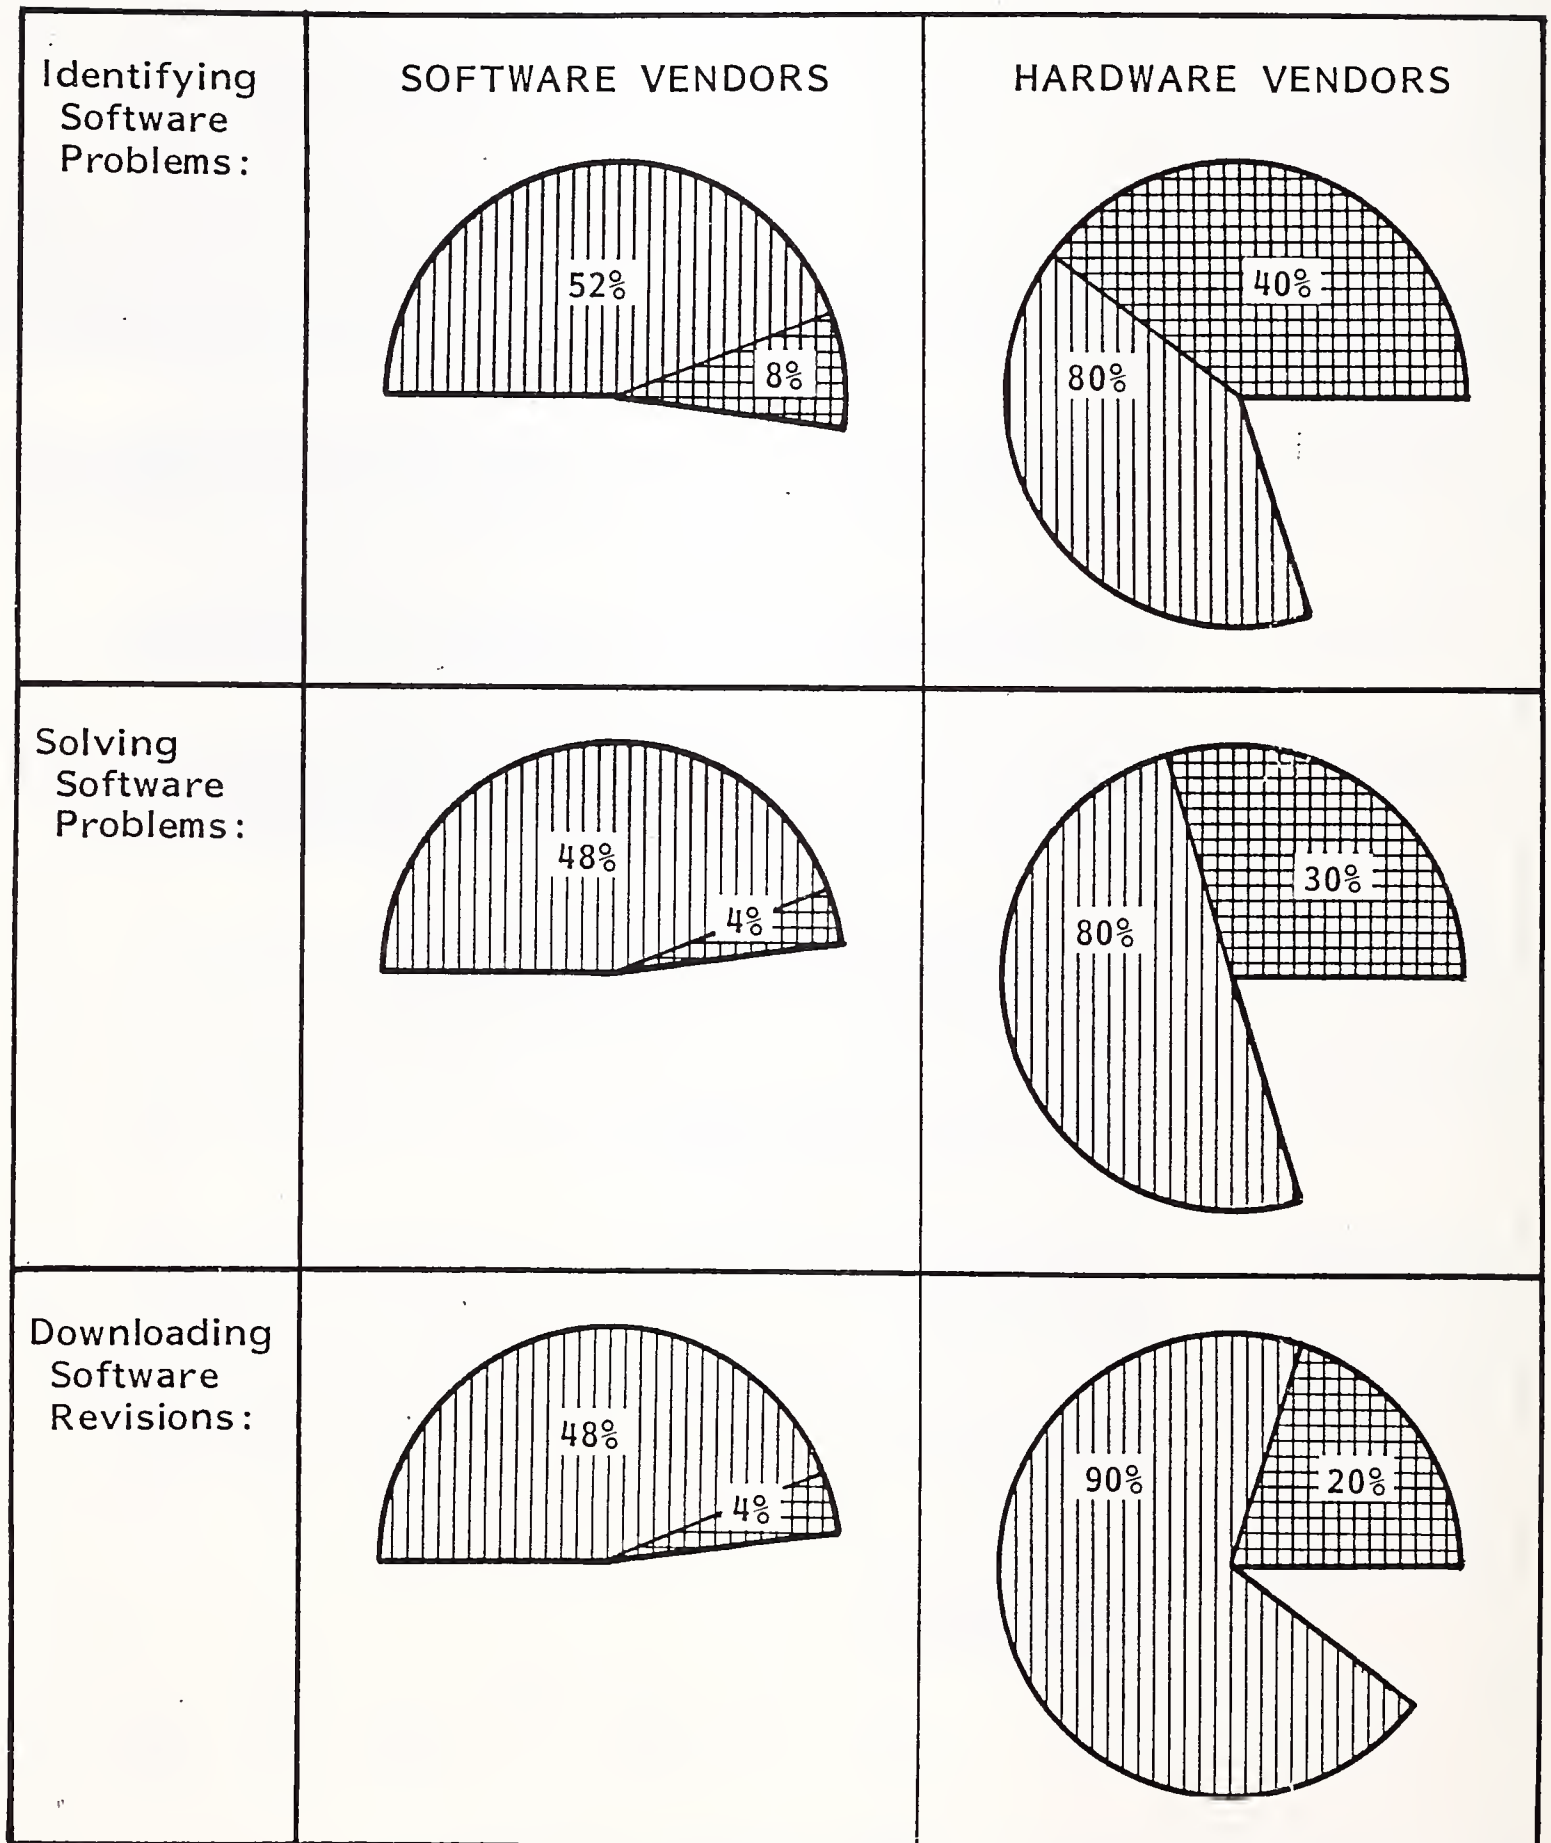 Identifying
Software
Problems:
SOFTWARE VENDORS
HARDWARE VENDORS
52%
8%
40%
80%
Solving
Software
Problems:
48%
4%
30%
80%
Downloading
Software
Revisions:
48%
4%
90%
20%